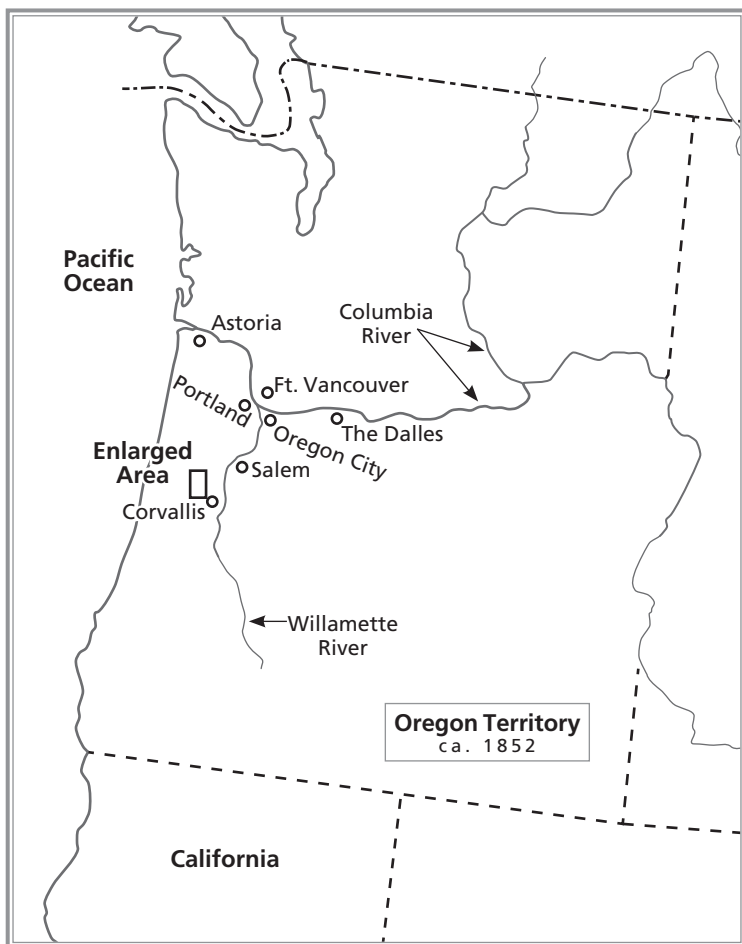 Pacific
Ocean
Astoria
Columbia
River
Ft. Vancouver
Portland
Oregon City
The Dalles
Enlarged
Area
Salem
Corvallis
Willamette
River
Oregon Territory
ca. 1852
California